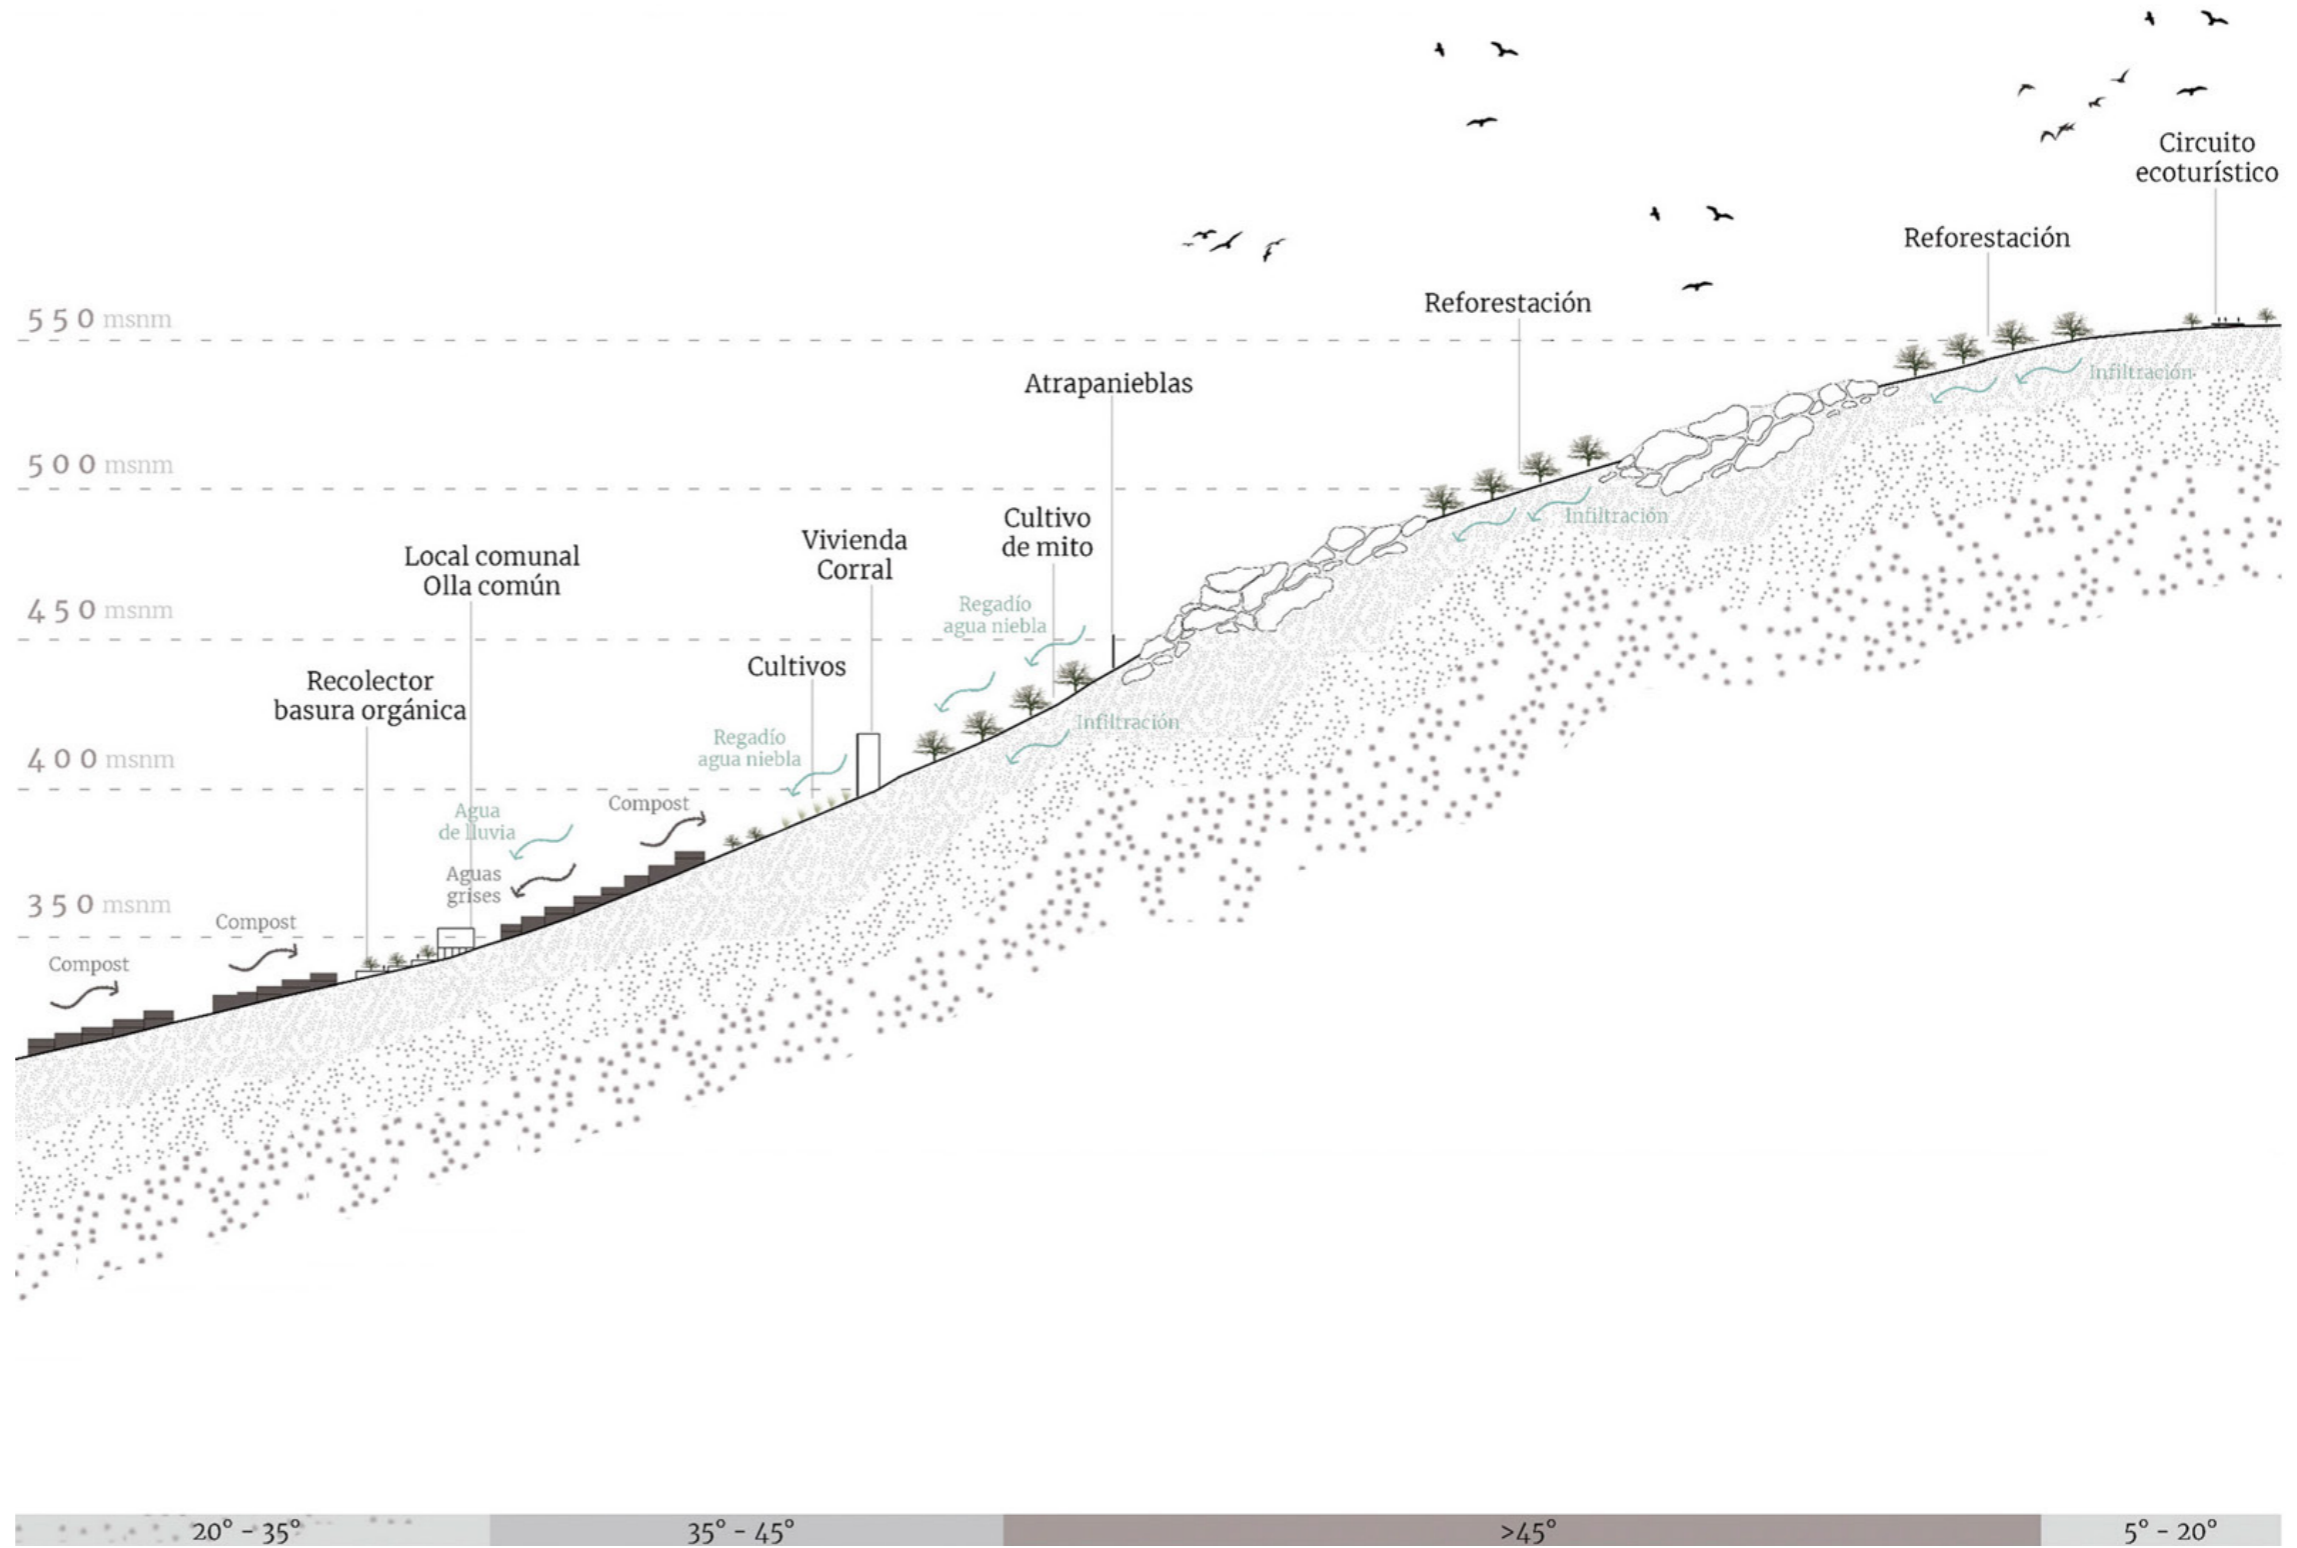 Circuito
ecoturístico
Reforestación
Reforestación
550 msnm
Infiltración
Atrapanieblas
500 msnm
Cultivo
de mito
Infiltración
Vivienda
Corral
Local comunal
Olla común
450 msnm
Regadío
agua niebla
Cultivos
Recolector
basura orgánica
Infiltración
Regadío
agua niebla
400 msnm
Compost
Agua
de lluvia
Aguas
grises
350 msnm
Compost
Compost
20° - 35°
35° - 45°
>45°
5° - 20°